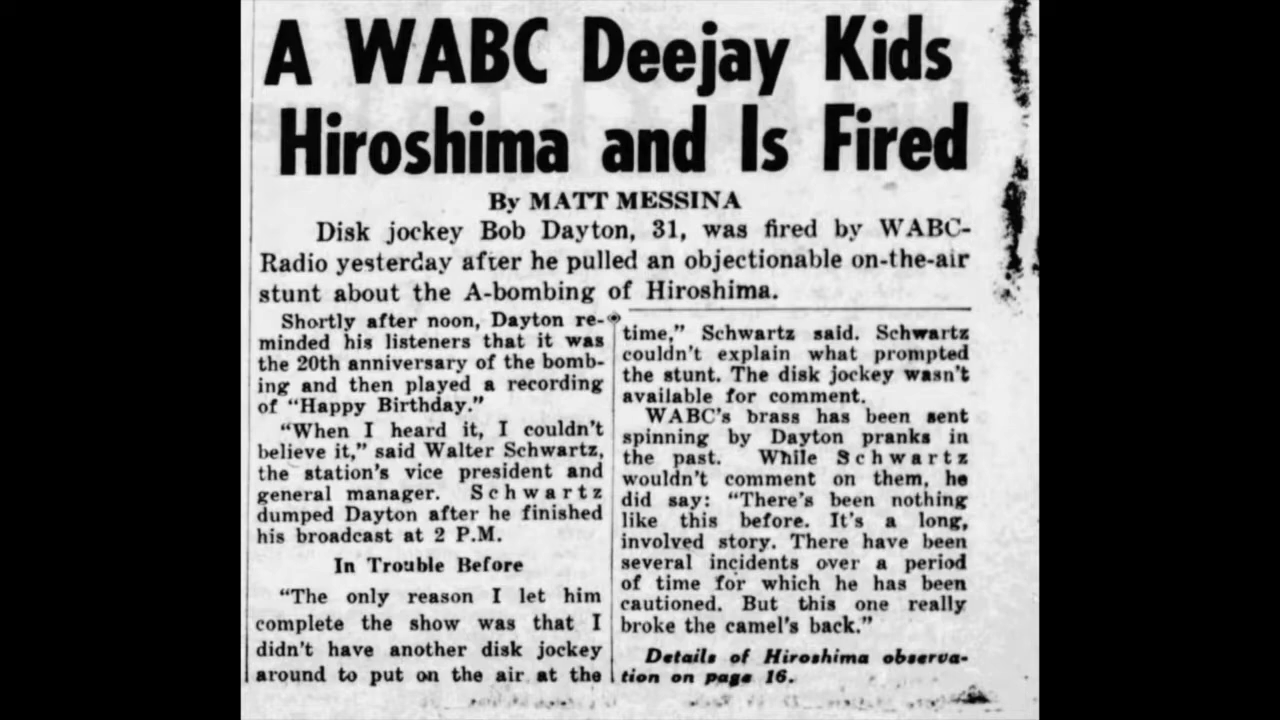 A WABC Deejay Kids
Hiroshima and Is Fired
By MATT MESSINA
Disk jockey Bob Dayton, 31, was fired by WABC-
Radio yesterday after he pulled an objectionable on-the-air
stunt about the A-bombing of Hiroshima.
Shortly after noon, Dayton re-
minded his listeners that it was
the 20th anniversary of the bomb-
ing and then played a recording
of "Happy Birthday."
"When I heard it, I couldn't
believe it," said Walter Schwartz,
the station's vice president and
general manager. Schwartz
dumped Dayton after he finished
his broadcast at 2 P.M.
In Trouble Before
"The only reason I let him
complete the show was that I
didn't have another disk jockey
around to put on the air at the
time," Schwartz said. Schwartz
couldn't explain what prompted
the stunt. The disk jockey wasn't
available for comment.
WABC's brass has been sent
spinning by Dayton pranks in
the past. While Schwartz
wouldn't comment on them, he
did say: "There's been nothing
like this before. It's a long,
involved story. There have been
several incidents over a period
of time for which he has been
cautioned. But this one really
broke the camel's back."
Details of Hiroshima observa-
tion on page 16.